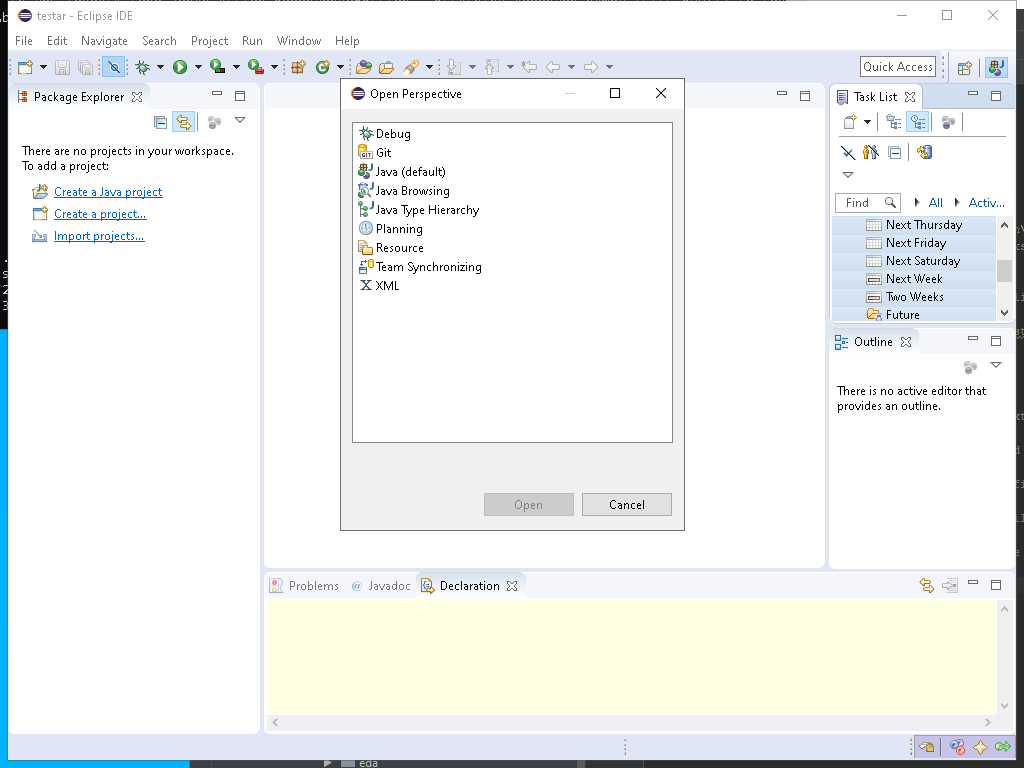 testar - Eclipse IDE
File Edit Navigate Search Project Run Window Help
Quick Access
Package Explorer
There are no projects in your workspace.
To add a project:
Create a Java project
Create a project...
Import projects...
Open Perspective
Debug
Git
Java (default)
Java Browsing
Java Type Hierarchy
Planning
Resource
Team Synchronizing
XML
Open Cancel
Task List
Find All Activ...
Next Thursday
Next Friday
Next Saturday
Next Week
Two Weeks
Future
Outline
There is no active editor that
provides an outline.
Problems @ Javadoc Declaration
eda